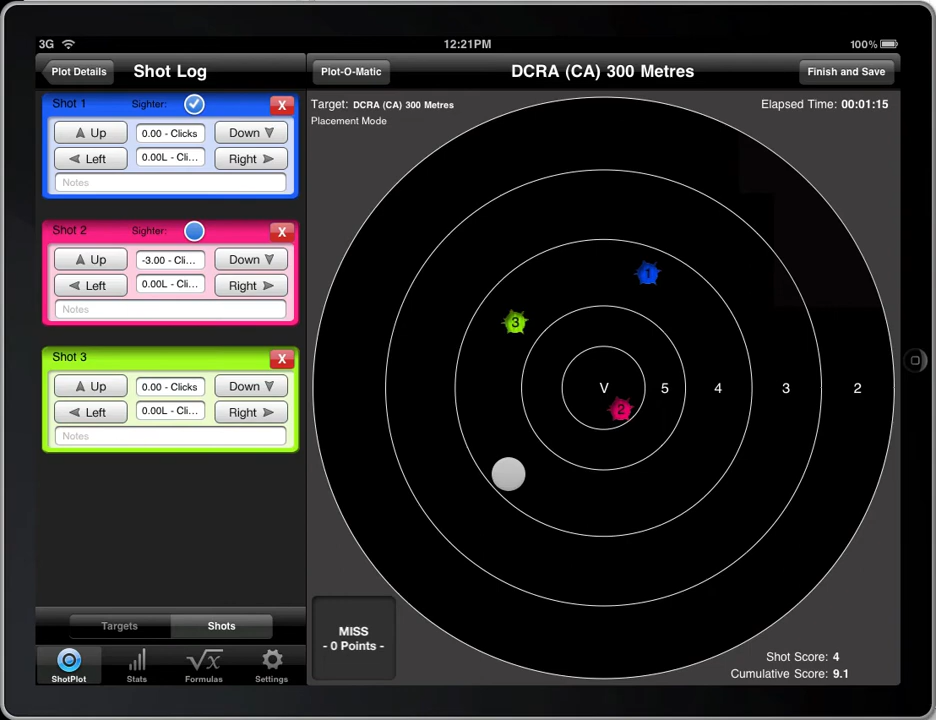 3G
12:21PM
100%
Plot Details
Shot Log
Plot-O-Matic
DCRA (CA) 300 Metres
Finish and Save
Shot 1
Sighter:
X
Up
0.00 - Clicks
Down
Left
0.00L - Cli...
Right
Notes
Shot 2
Sighter:
X
Up
-3.00 - Cli...
Down
Left
0.00L - Cli...
Right
Notes
Shot 3
X
Up
0.00 - Clicks
Down
Left
0.00L - Cli...
Right
Notes
Target: DCRA (CA) 300 Metres
Placement Mode
Elapsed Time: 00:01:15
1
3
V
5
4
3
2
2
MISS
- 0 Points -
Shot Score: 4
Cumulative Score: 9.1
Targets
Shots
ShotPlot
Stats
√x
Formulas
Settings